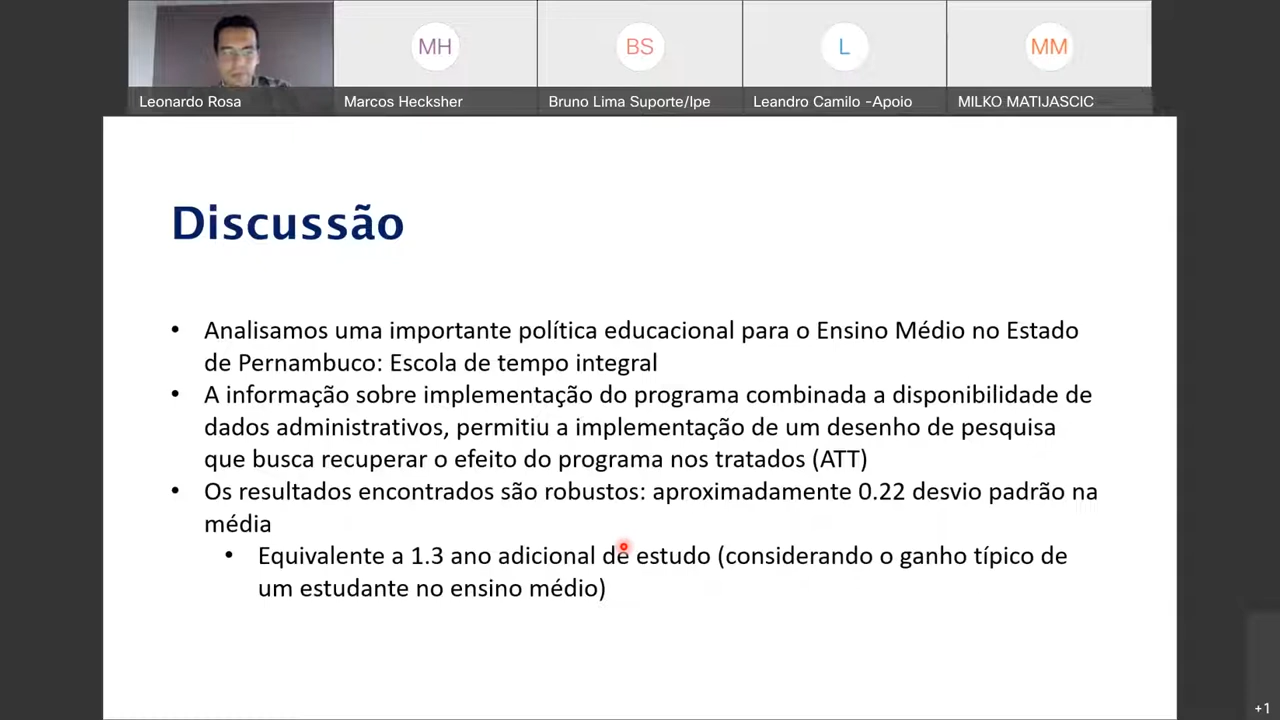 MH
BS
L
MM
Leonardo Rosa
Marcos Hecksher
Bruno Lima Suporte/Ipe
Leandro Camilo -Apoio
MILKO MATIJASCIC
Discussão
• Analisamos uma importante política educacional para o Ensino Médio no Estado
de Pernambuco: Escola de tempo integral
• A informação sobre implementação do programa combinada a disponibilidade de
dados administrativos, permitiu a implementação de um desenho de pesquisa
que busca recuperar o efeito do programa nos tratados (ATT)
• Os resultados encontrados são robustos: aproximadamente 0.22 desvio padrão na
média
• Equivalente a 1.3 ano adicional de estudo (considerando o ganho típico de
um estudante no ensino médio)
+1